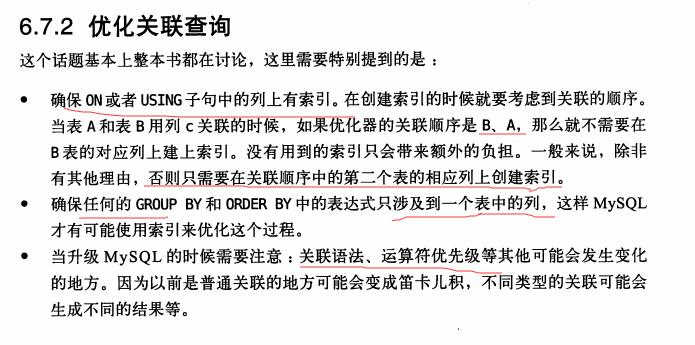 6.7.2 优化关联查询
这个话题基本上整本书都在讨论，这里需要特别提到的是：
• 确保 ON 或者 USING 子句中的列上有索引。在创建索引的时候就要考虑到关联的顺序。
当表 A 和表 B 用列 c 关联的时候，如果优化器的关联顺序是 B、A，那么就不需要在
B 表的对应列上建上索引。没有用到的索引只会带来额外的负担。一般来说，除非
有其他理由，否则只需要在关联顺序中的第二个表的相应列上创建索引。
• 确保任何的 GROUP BY 和 ORDER BY 中的表达式只涉及到一个表中的列，这样 MySQL
才有可能使用索引来优化这个过程。
• 当升级 MySQL 的时候需要注意：关联语法、运算符优先级等其他可能会发生变化
的地方。因为以前是普通关联的地方可能会变成笛卡儿积，不同类型的关联可能会
生成不同的结果等。